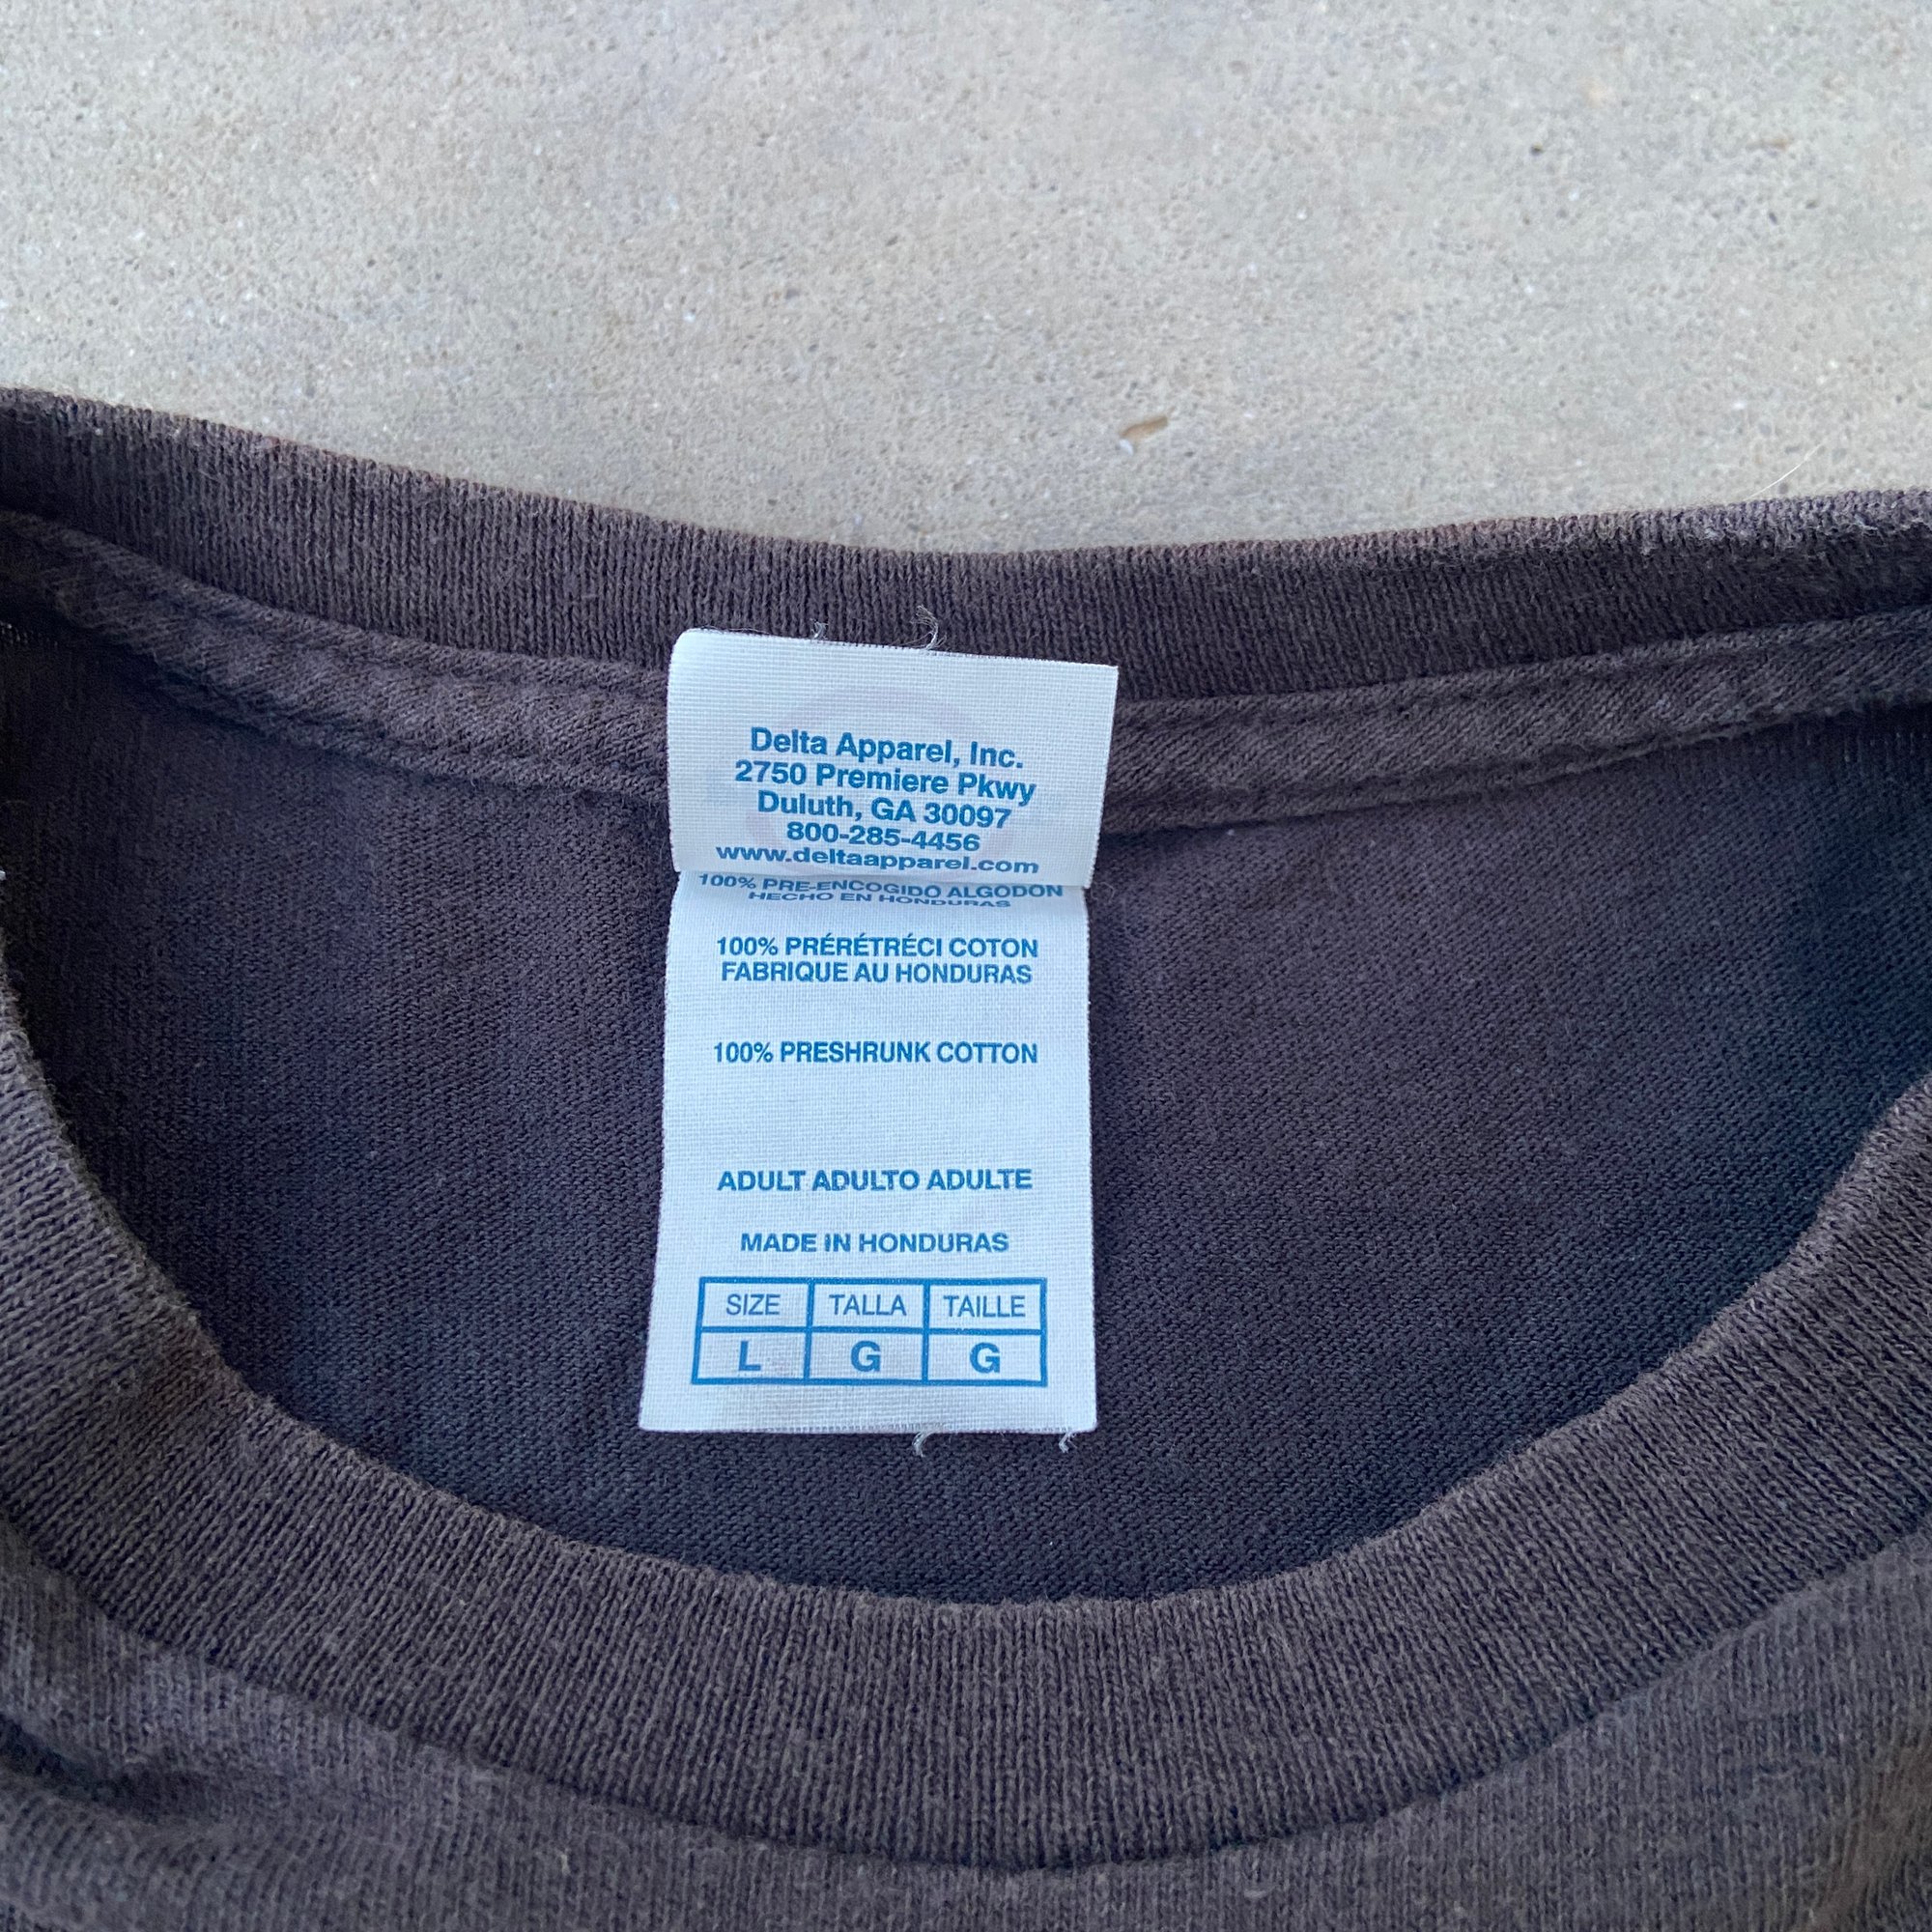 Delta Apparel, Inc.
2750 Premiere Pkwy
Duluth, GA 30097
800-285-4456
www.deltaapparel.com
100% PRE-ENCOGIDO ALGODON
HECHO EN HONDURAS
100% PRÉRÉTRÉCI COTON
FABRIQUE AU HONDURAS
100% PRESHRUNK COTTON
ADULT ADULTO ADULTE
MADE IN HONDURAS
SIZE TALLA TAILLE
L G G